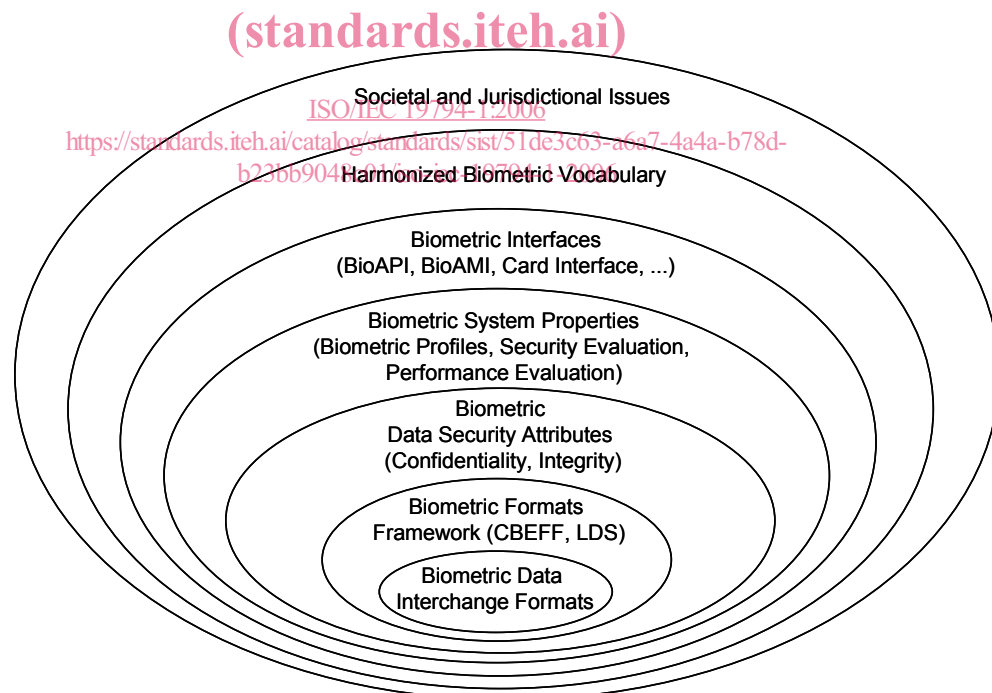 (standards.iteh.ai)
Societal and Jurisdictional Issues
ISO/IEC 19794-1:2006
https://standards.iteh.ai/catalog/standards/sist/51de3c63-a6a7-4a4a-b78d-
Harmonized Biometric Vocabulary
Biometric Interfaces
(BioAPI, BioAMI, Card Interface, ...)
Biometric System Properties
(Biometric Profiles, Security Evaluation,
Performance Evaluation)
Biometric
Data Security Attributes
(Confidentiality, Integrity)
Biometric Formats
Framework (CBEFF, LDS)
Biometric Data
Interchange Formats